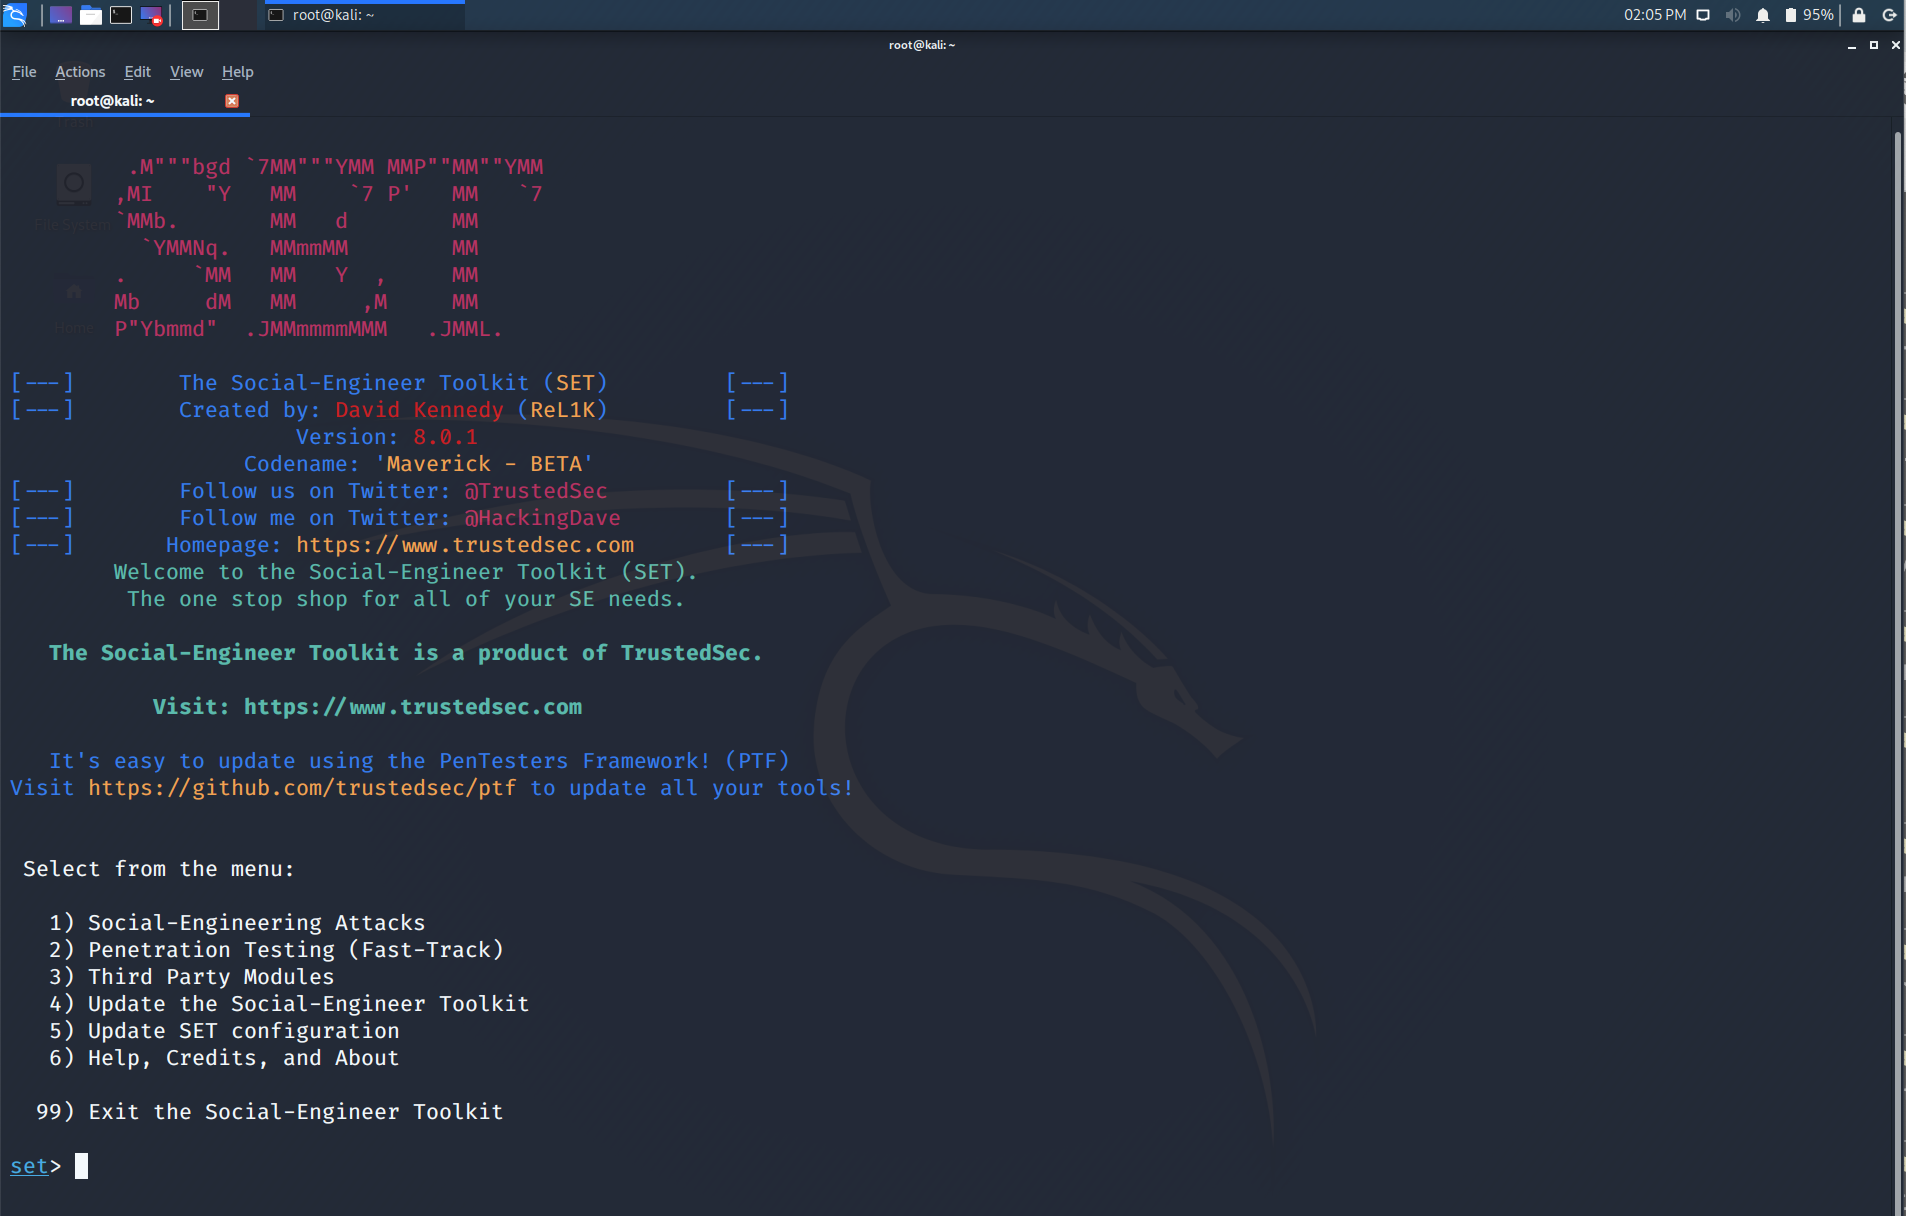 root@kali: ~
02:05 PM
95%
root@kali: ~
File Actions Edit View Help
root@kali: ~
.M"""bgd `7MM"""YMM MMP""MM""YMM
,MI    "Y   MM    `7 P'   MM   `7
`MMb.       MM   d        MM
`YMMNq.   MMmmMM        MM
.     `MM   MM   Y  ,     MM
Mb     dM   MM     ,M     MM
P"Ybmmd"  .JMMmmmmMMM   .JMML.
[---]        The Social-Engineer Toolkit (SET)         [---]
[---]        Created by: David Kennedy (ReL1K)         [---]
Version: 8.0.1
Codename: 'Maverick - BETA'
[---]        Follow us on Twitter: @TrustedSec         [---]
[---]        Follow me on Twitter: @HackingDave        [---]
[---]       Homepage: https://www.trustedsec.com       [---]
Welcome to the Social-Engineer Toolkit (SET).
The one stop shop for all of your SE needs.
The Social-Engineer Toolkit is a product of TrustedSec.
Visit: https://www.trustedsec.com
It's easy to update using the PenTesters Framework! (PTF)
Visit https://github.com/trustedsec/ptf to update all your tools!
Select from the menu:
1) Social-Engineering Attacks
2) Penetration Testing (Fast-Track)
3) Third Party Modules
4) Update the Social-Engineer Toolkit
5) Update SET configuration
6) Help, Credits, and About
99) Exit the Social-Engineer Toolkit
set>
File System
Home